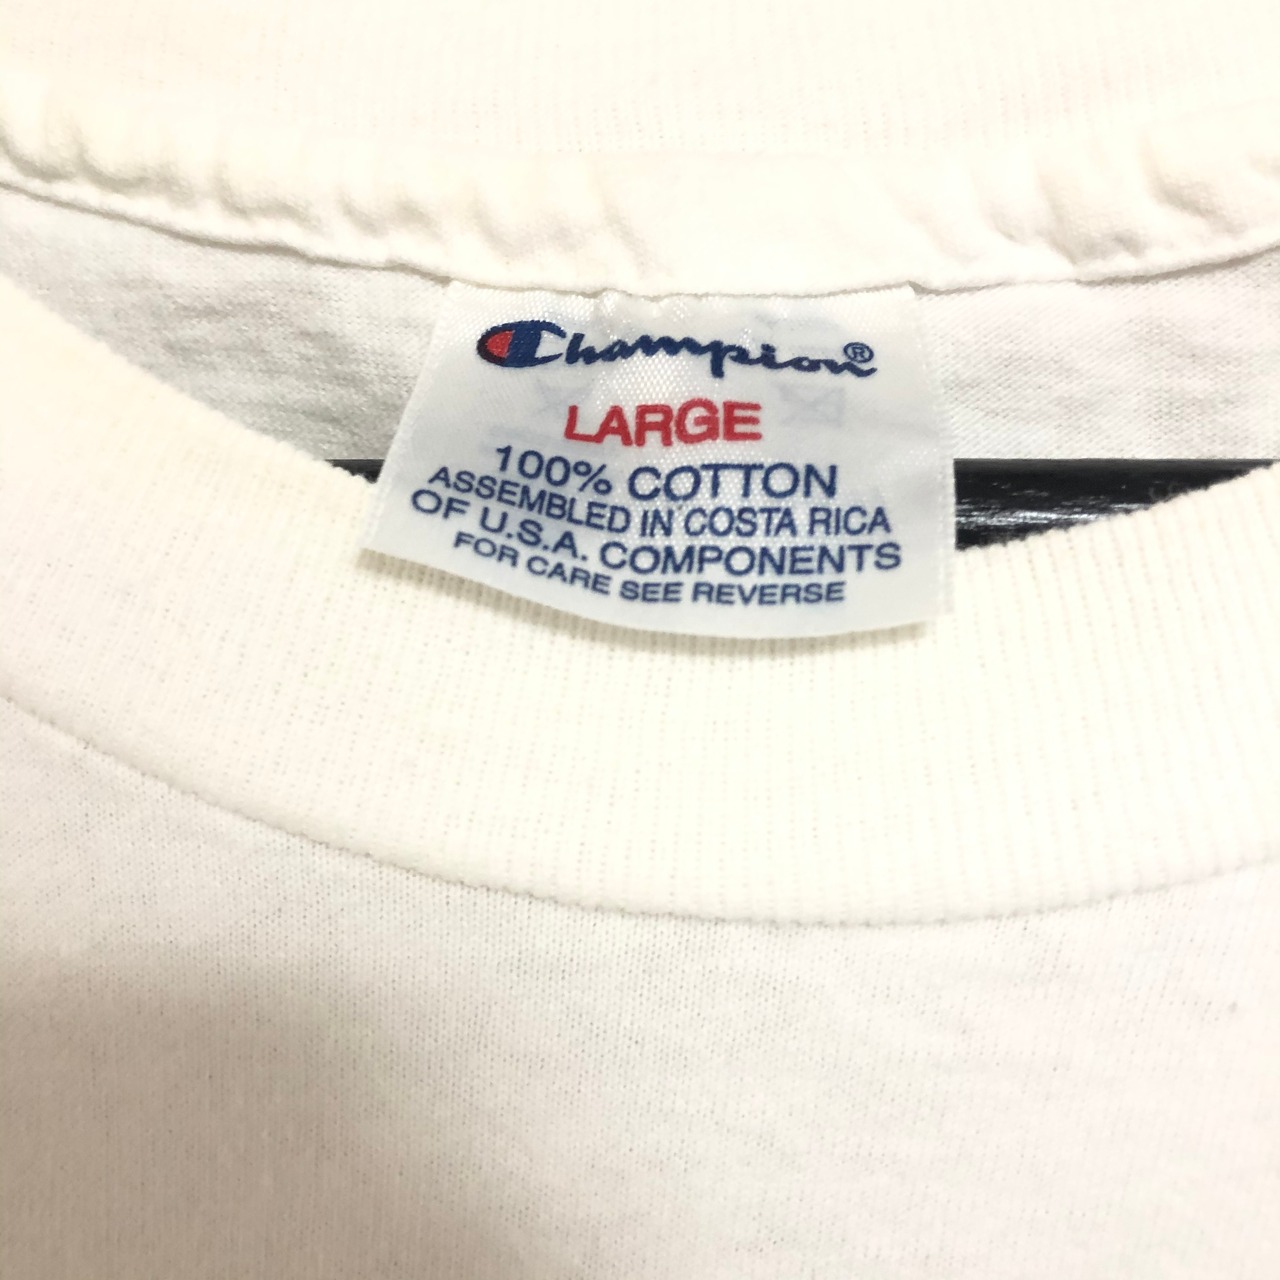 Champion®
LARGE
100% COTTON
ASSEMBLED IN COSTA RICA
OF U.S.A. COMPONENTS
FOR CARE SEE REVERSE